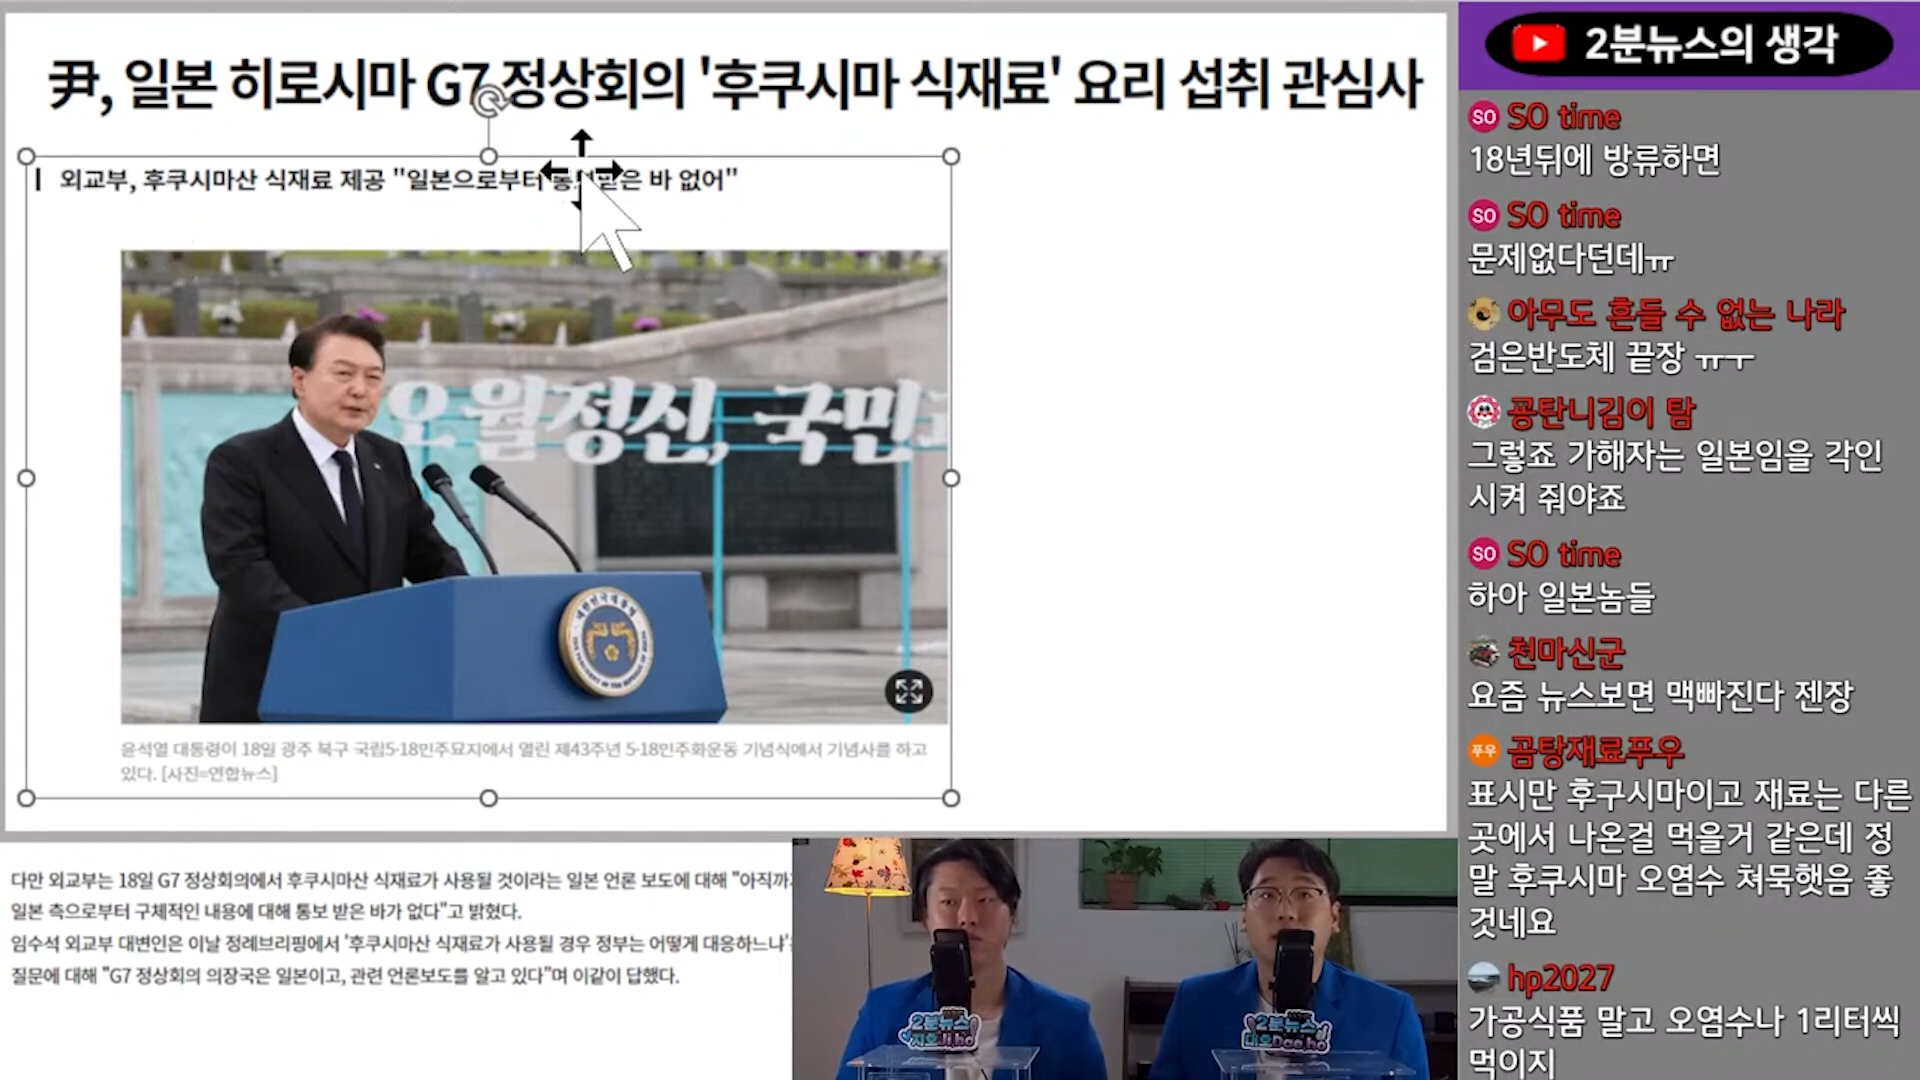 尹, 일본 히로시마 G7 정상회의 '후쿠시마 식재료' 요리 섭취 관심사
외교부, 후쿠시마산 식재료 제공 "일본으로부터 받은 바 없어"
오월정신, 국민
윤석열 대통령이 18일 광주 북구 국립5·18민주묘지에서 열린 제43주년 5·18민주화운동 기념식에서 기념사를 하고
있다. [사진=연합뉴스]
다만 외교부는 18일 G7 정상회의에서 후쿠시마산 식재료가 사용될 것이라는 일본 언론 보도에 대해 "아직까
일본 측으로부터 구체적인 내용에 대해 통보 받은 바가 없다"고 밝혔다.
임수석 외교부 대변인은 이날 정례브리핑에서 '후쿠시마산 식재료가 사용될 경우 정부는 어떻게 대응하느냐'
질문에 대해 "G7 정상회의 의장국은 일본이고, 관련 언론보도를 알고 있다"며 이같이 답했다.
2분뉴스
지호Ji,ho
2분뉴스
대호Dae,ho
2분뉴스의 생각
SO SO time
18년뒤에 방류하면
SO SO time
문제없다던데ㅠ
아무도 흔들 수 없는 나라
검은반도체 끝장 ㅠㅜ
꽁탄니김이 탐
그렇죠 가해자는 일본임을 각인
시켜 줘야죠
SO SO time
하아 일본놈들
천마신군
요즘 뉴스보면 맥빠진다 젠장
푸우 곰탕재료푸우
표시만 후구시마이고 재료는 다른
곳에서 나온걸 먹을거 같은데 정
말 후쿠시마 오염수 쳐묵햇음 좋
것네요
hp2027
가공식품 말고 오염수나 1리터씩
먹이지